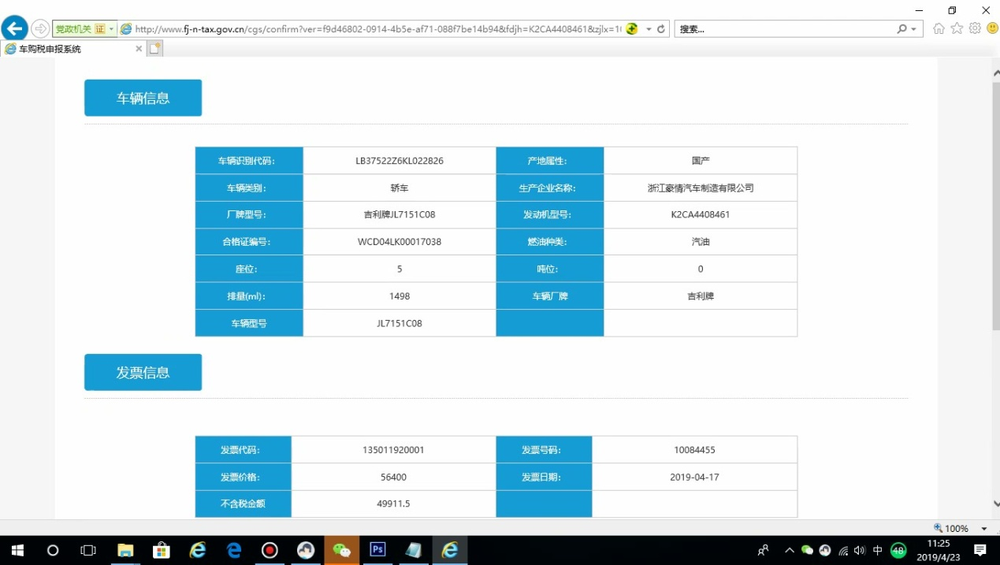 党政机关 证
http://www.fj-n-tax.gov.cn/cgs/confirm?ver=f9d46802-0914-4b5e-af71-088f7be14b94&fdjh=K2CA4408461&zjlx=1
搜索...
车购税申报系统
车辆信息
车辆识别代码: LB37522Z6KL022826 产地属性: 国产
车辆类别: 轿车 生产企业名称: 浙江豪情汽车制造有限公司
厂牌型号: 吉利牌JL7151C08 发动机型号: K2CA4408461
合格证编号: WCD04LK00017038 燃油种类: 汽油
座位: 5 吨位: 0
排量(ml): 1498 车辆厂牌 吉利牌
车辆型号 JL7151C08
发票信息
发票代码: 135011920001 发票号码: 10084455
发票价格: 56400 发票日期: 2019-04-17
不含税金额 49911.5
100%
Ps
中
48
11:25
2019/4/23